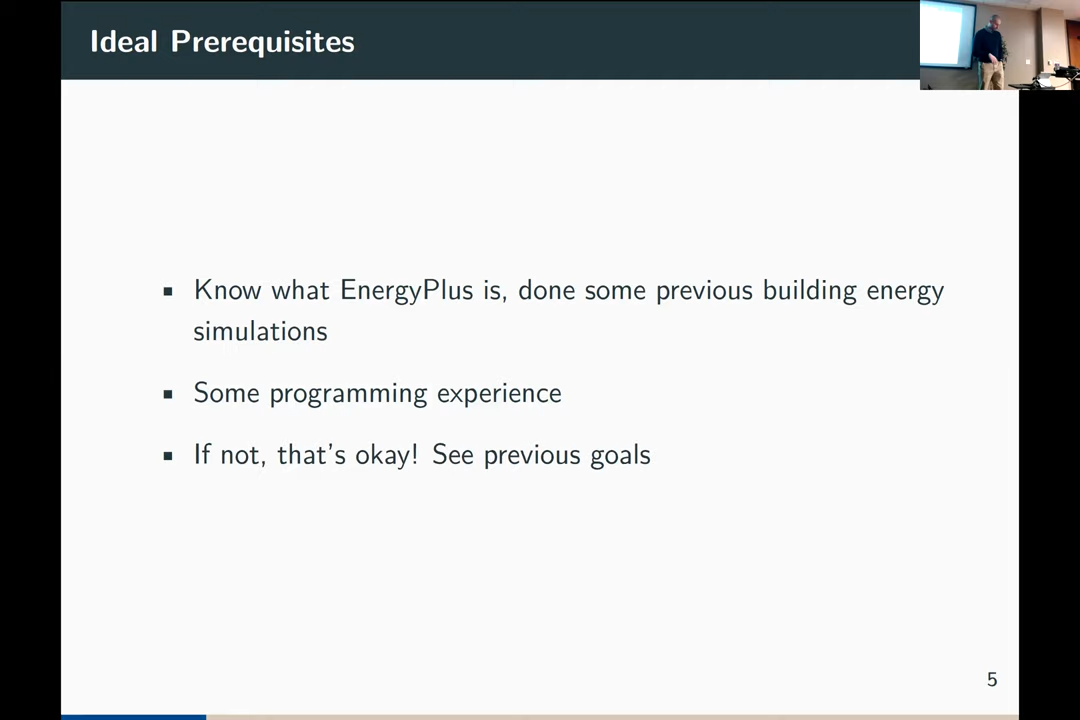 Ideal Prerequisites
▪ Know what EnergyPlus is, done some previous building energy
simulations
▪ Some programming experience
▪ If not, that's okay! See previous goals
5